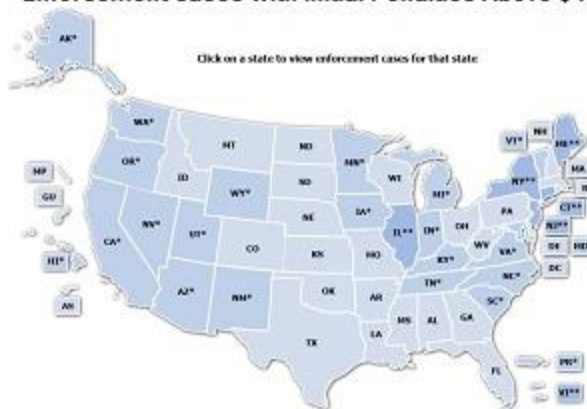 Enforcement Cases with Initial Penalties Above $
AK*
Click on a state to view enforcement cases for that state
WA*
MT
ND
MN*
VT*
NH
ME**
OR*
ID
WY*
SD
WI
MI*
NY**
MA
MP
GU
NV*
UT*
NE
IA*
IL**
IN*
OH
PA
CT**
NJ**
CA*
CO
KS
MO
KY*
WV
VA*
DE
MD
DC
HI*
AS
AZ*
NM*
OK
AR
TN*
NC*
SC*
TX
LA
MS
AL
GA
FL
PR*
VI**